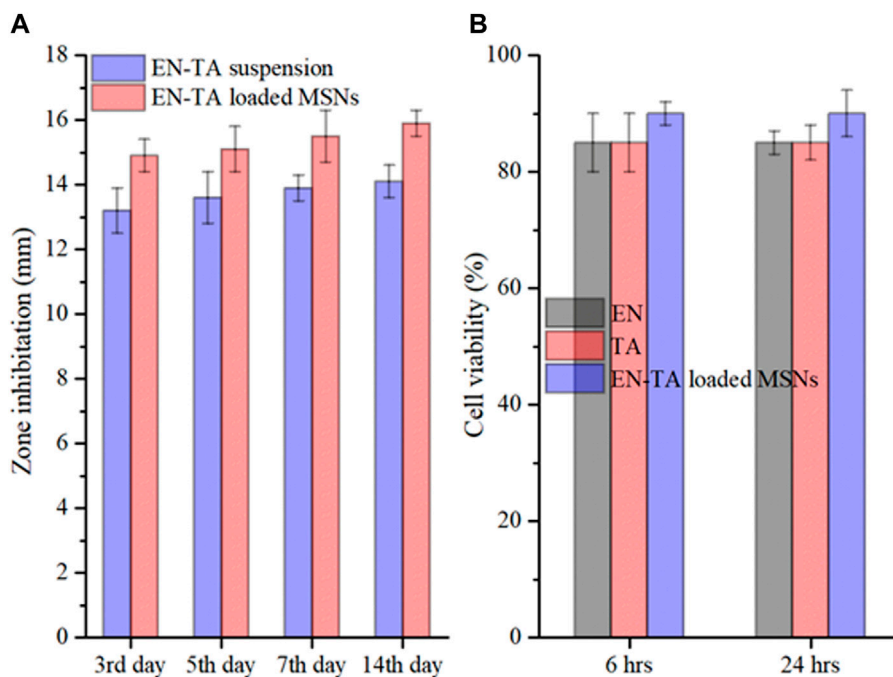 A
Zone inhibitation (mm)
18
16
14
12
10
8
6
4
2
0
EN-TA suspension
EN-TA loaded MSNs
3rd day 5th day 7th day 14th day
B
Cell viability (%)
100
80
60
40
20
0
EN
TA
EN-TA loaded MSNs
6 hrs 24 hrs